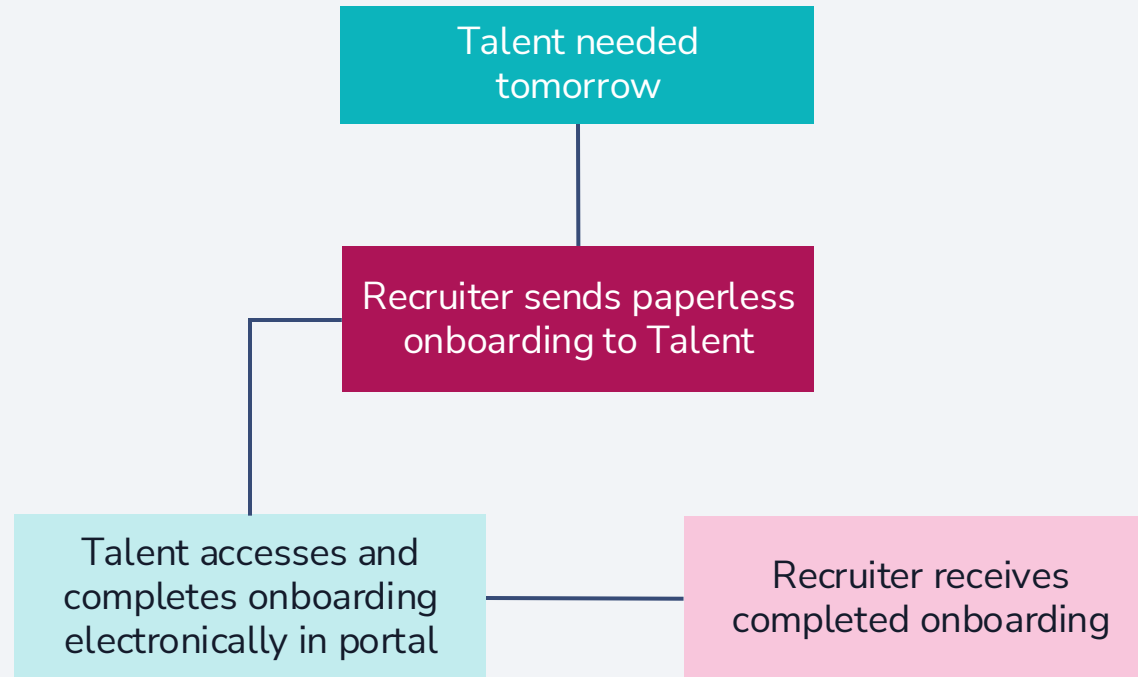 Talent needed
tomorrow
Recruiter sends paperless
onboarding to Talent
Talent accesses and
completes onboarding
electronically in portal
Recruiter receives
completed onboarding